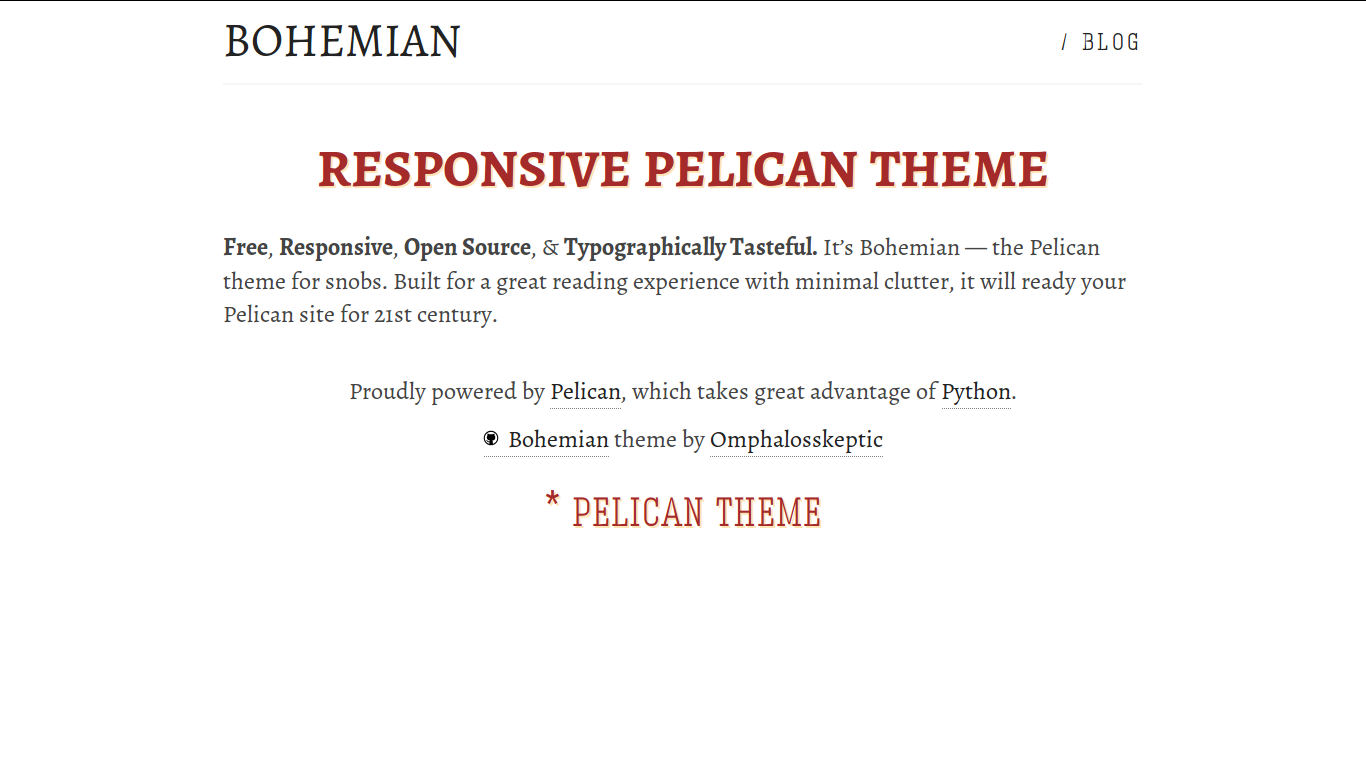 BOHEMIAN
/ BLOG
RESPONSIVE PELICAN THEME
Free, Responsive, Open Source, & Typographically Tasteful. It’s Bohemian — the Pelican
theme for snobs. Built for a great reading experience with minimal clutter, it will ready your
Pelican site for 21st century.
Proudly powered by Pelican, which takes great advantage of Python.
Bohemian theme by Omphalosskeptic
* PELICAN THEME